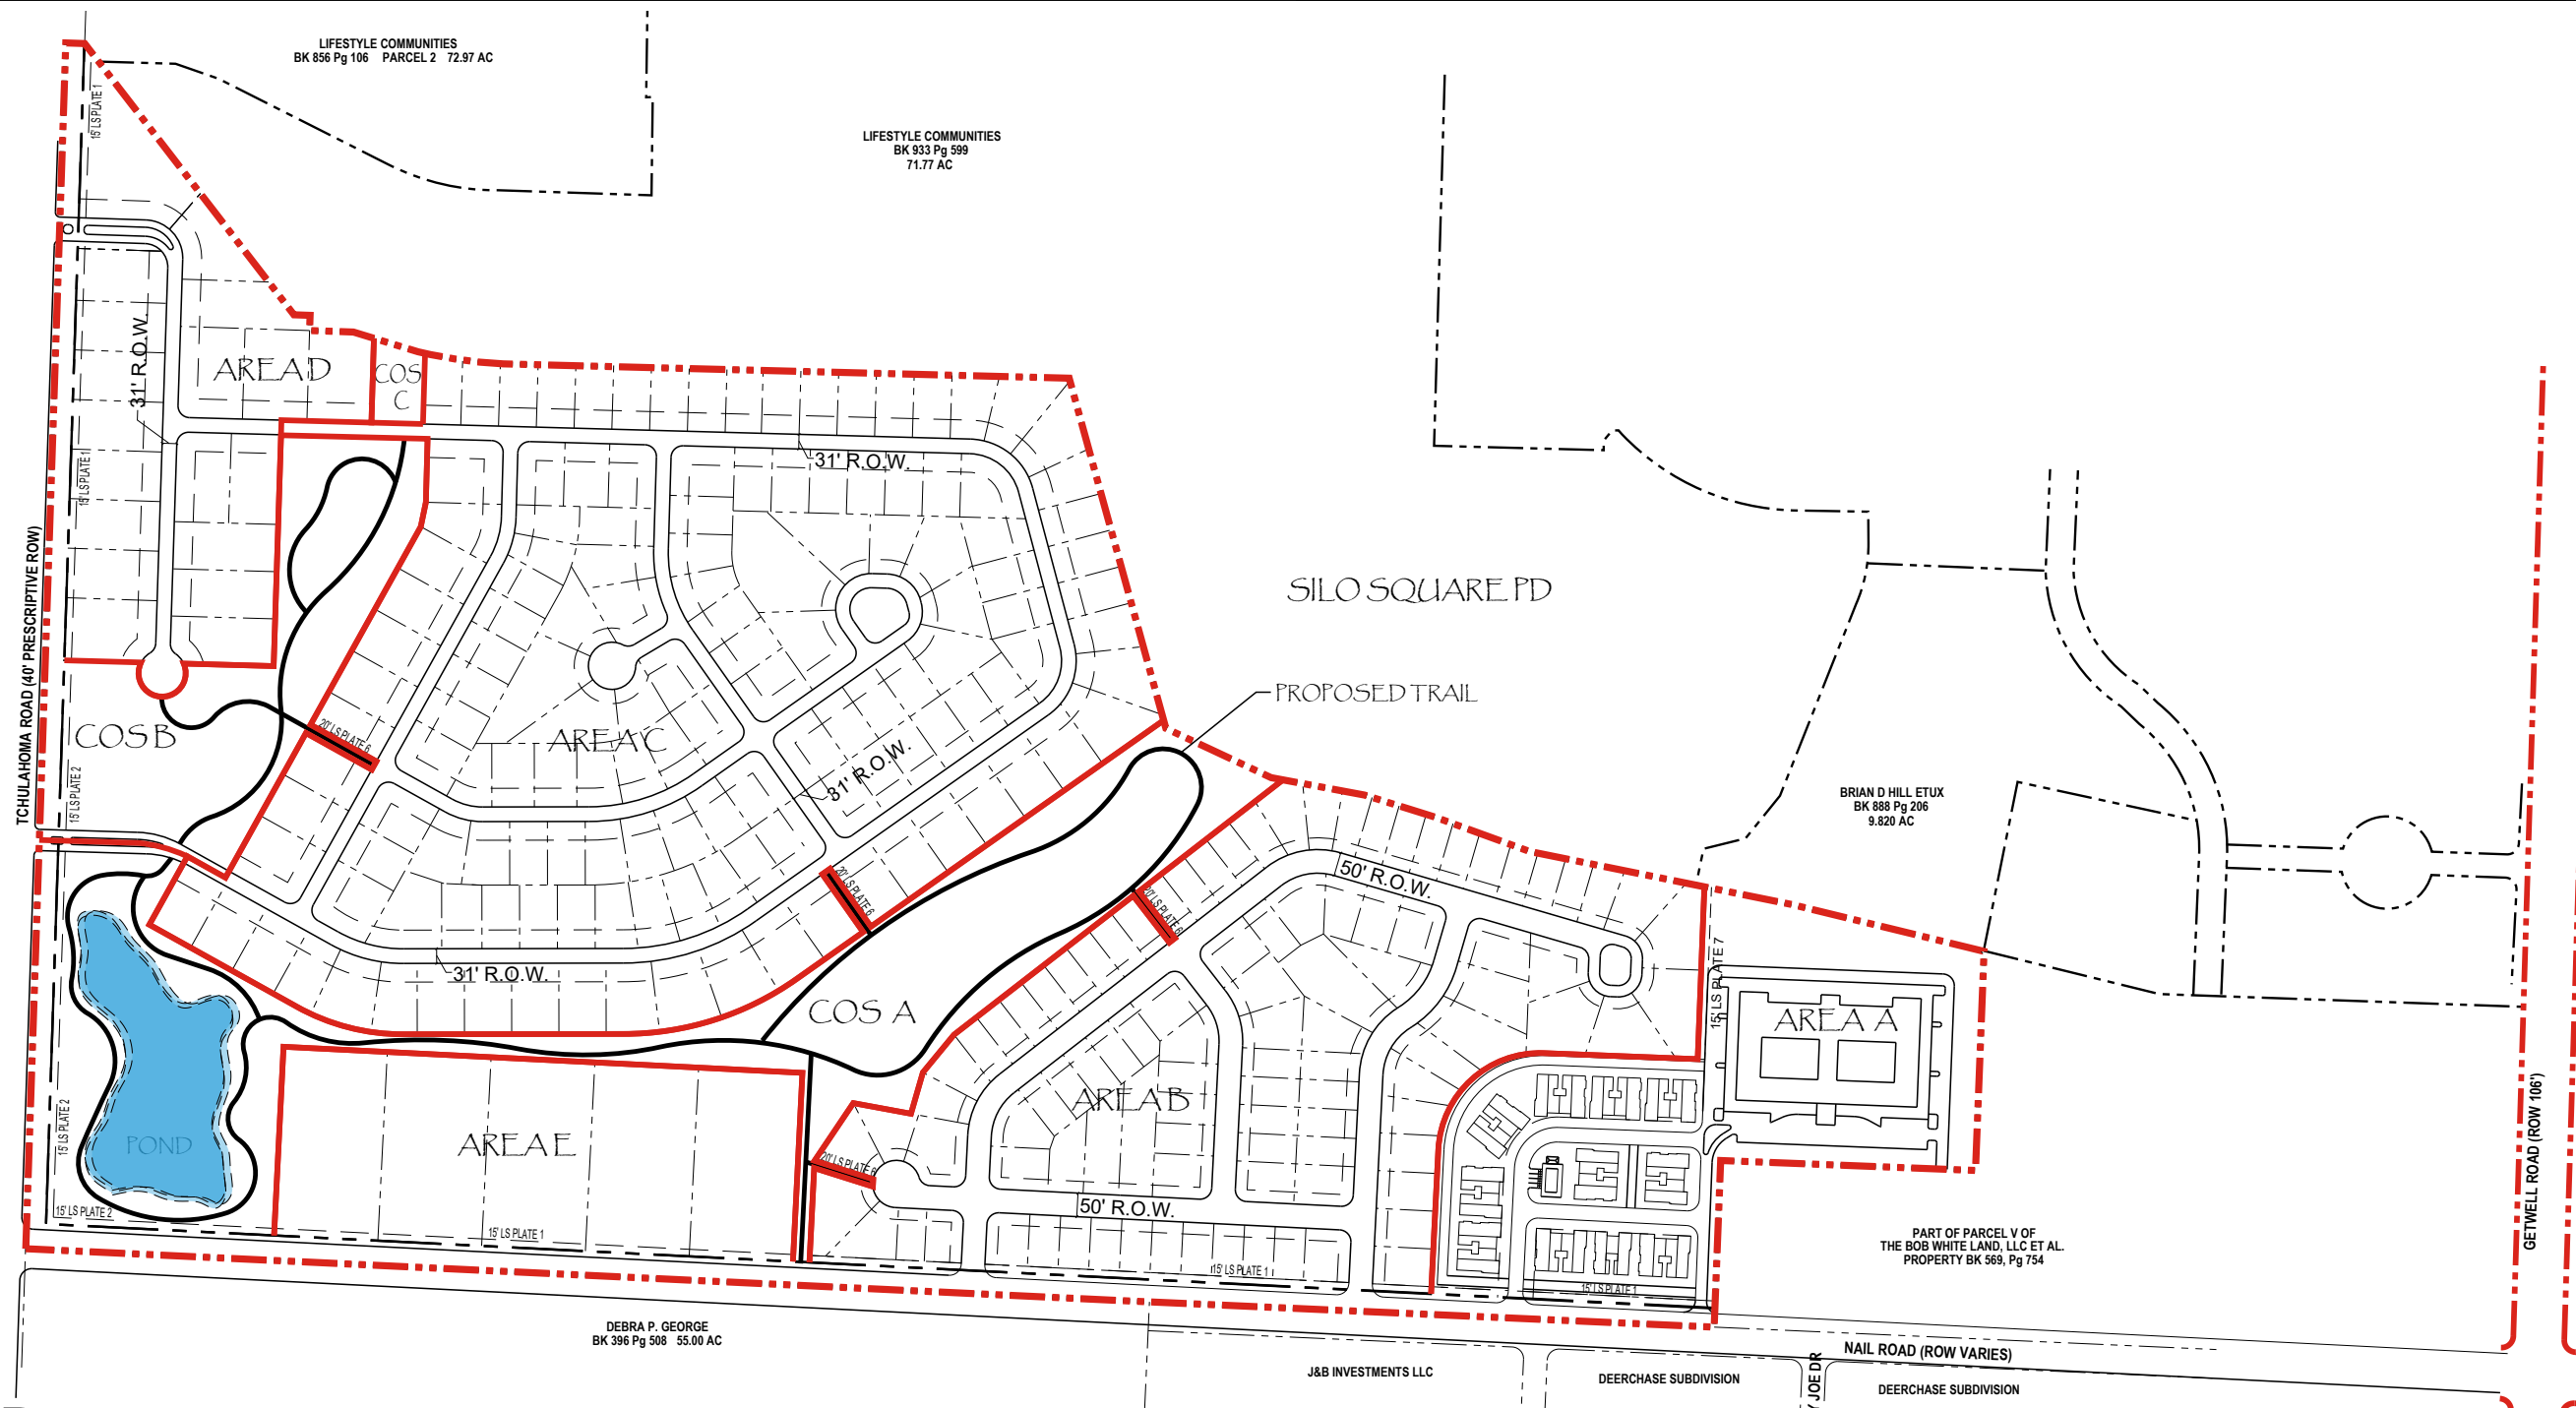 LIFESTYLE COMMUNITIES
BK 856 Pg 106 PARCEL 2 72.97 AC
LIFESTYLE COMMUNITIES
BK 933 Pg 599
71.77 AC
15' LS PLATE 1
31' R.O.W.
AREA D
COS
C
15' LS PLATE 1
31' R.O.W.
TCHULAHOMA ROAD (40' PRESCRIPTIVE ROW)
SILO SQUARE PD
PROPOSED TRAIL
COS B
20' LS PLATE 6
AREA C
31' R.O.W.
15' LS PLATE 2
BRIAN D HILL ETUX
BK 888 Pg 206
9.820 AC
50' R.O.W.
20' LS PLATE 6
20' LS PLATE 6
31' R.O.W.
COS A
15' LS PLATE 7
AREA A
AREA B
15' LS PLATE 2
POND
AREA E
20' LS PLATE 6
50' R.O.W.
15' LS PLATE 2
15' LS PLATE 1
15' LS PLATE 1
15' LS PLATE 1
PART OF PARCEL V OF
THE BOB WHITE LAND, LLC ET AL.
PROPERTY BK 569, Pg 754
GETWELL ROAD (ROW 106')
DEBRA P. GEORGE
BK 396 Pg 508 55.00 AC
J&B INVESTMENTS LLC
DEERCHASE SUBDIVISION
JOE DR
NAIL ROAD (ROW VARIES)
DEERCHASE SUBDIVISION